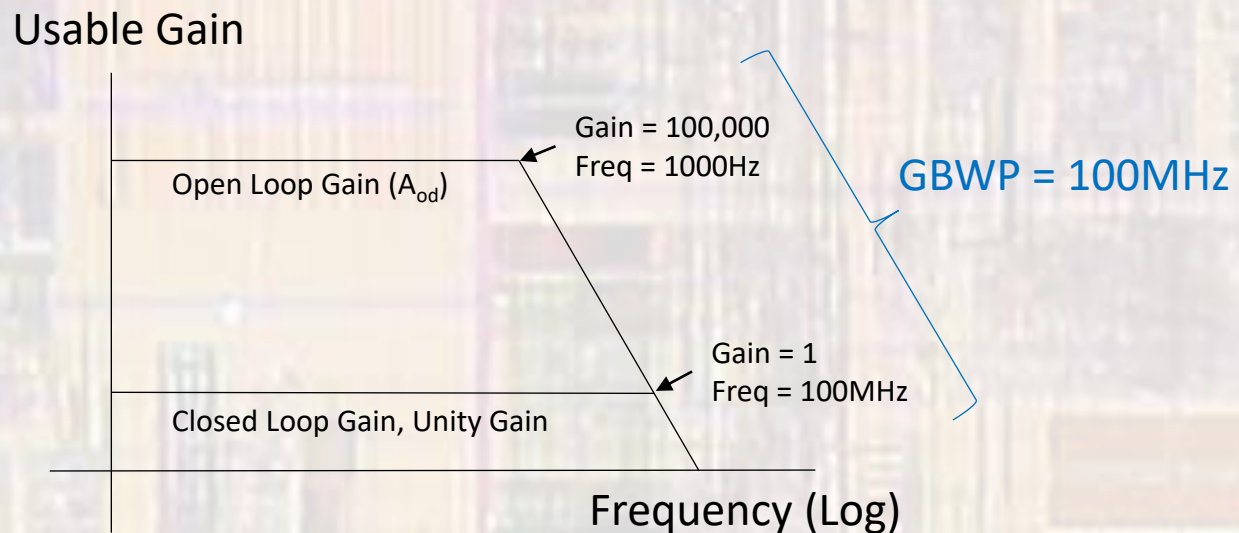 Usable Gain
Gain = 100,000
Freq = 1000Hz
Open Loop Gain (Aod)
GBWP = 100MHz
Gain = 1
Freq = 100MHz
Closed Loop Gain, Unity Gain
Frequency (Log)